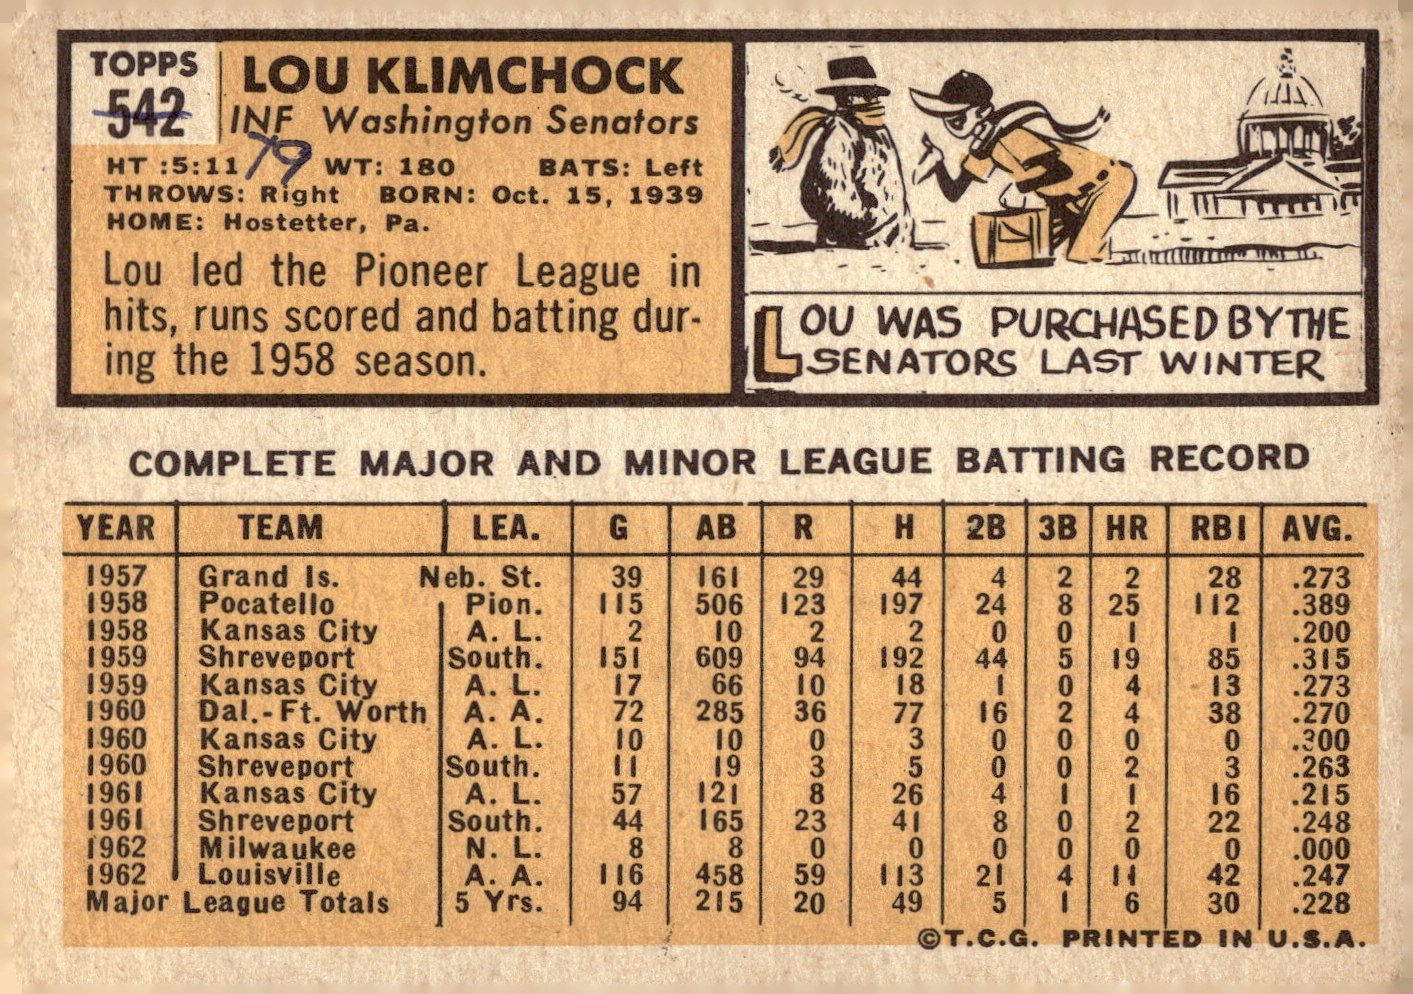 TOPPS
542
LOU KLIMCHOCK
INF Washington Senators
79
HT :5:11 WT: 180 BATS: Left
THROWS: Right BORN: Oct. 15, 1939
HOME: Hostetter, Pa.
Lou led the Pioneer League in
hits, runs scored and batting dur-
ing the 1958 season.
LOU WAS PURCHASED BY THE
SENATORS LAST WINTER
COMPLETE MAJOR AND MINOR LEAGUE BATTING RECORD
YEAR TEAM LEA. G AB R H 2B 3B HR RBI AVG.
1957 Grand Is. Neb. St. 39 161 29 44 4 2 2 28 .273
1958 Pocatello Pion. 115 506 123 197 24 8 25 112 .389
1958 Kansas City A. L. 2 10 2 2 0 0 1 1 .200
1959 Shreveport South. 151 609 94 192 44 5 19 85 .315
1959 Kansas City A. L. 17 66 10 18 1 0 4 13 .273
1960 Dal.-Ft. Worth A. A. 72 285 36 77 16 2 4 38 .270
1960 Kansas City A. L. 10 10 0 3 0 0 0 0 .300
1960 Shreveport South. 11 19 3 5 0 0 2 3 .263
1961 Kansas City A. L. 57 121 8 26 4 1 1 16 .215
1961 Shreveport South. 44 165 23 41 8 0 2 22 .248
1962 Milwaukee N. L. 8 8 0 0 0 0 0 0 .000
1962 Louisville A. A. 116 458 59 113 21 4 11 42 .247
Major League Totals 5 Yrs. 94 215 20 49 5 1 6 30 .228
©T.C.G. PRINTED IN U.S.A.